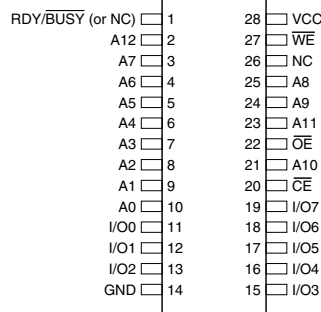 RDY/BUSY (or NC) 1 28 VCC
A12 2 27 WE
A7 3 26 NC
A6 4 25 A8
A5 5 24 A9
A4 6 23 A11
A3 7 22 OE
A2 8 21 A10
A1 9 20 CE
A0 10 19 I/O7
I/O0 11 18 I/O6
I/O1 12 17 I/O5
I/O2 13 16 I/O4
GND 14 15 I/O3